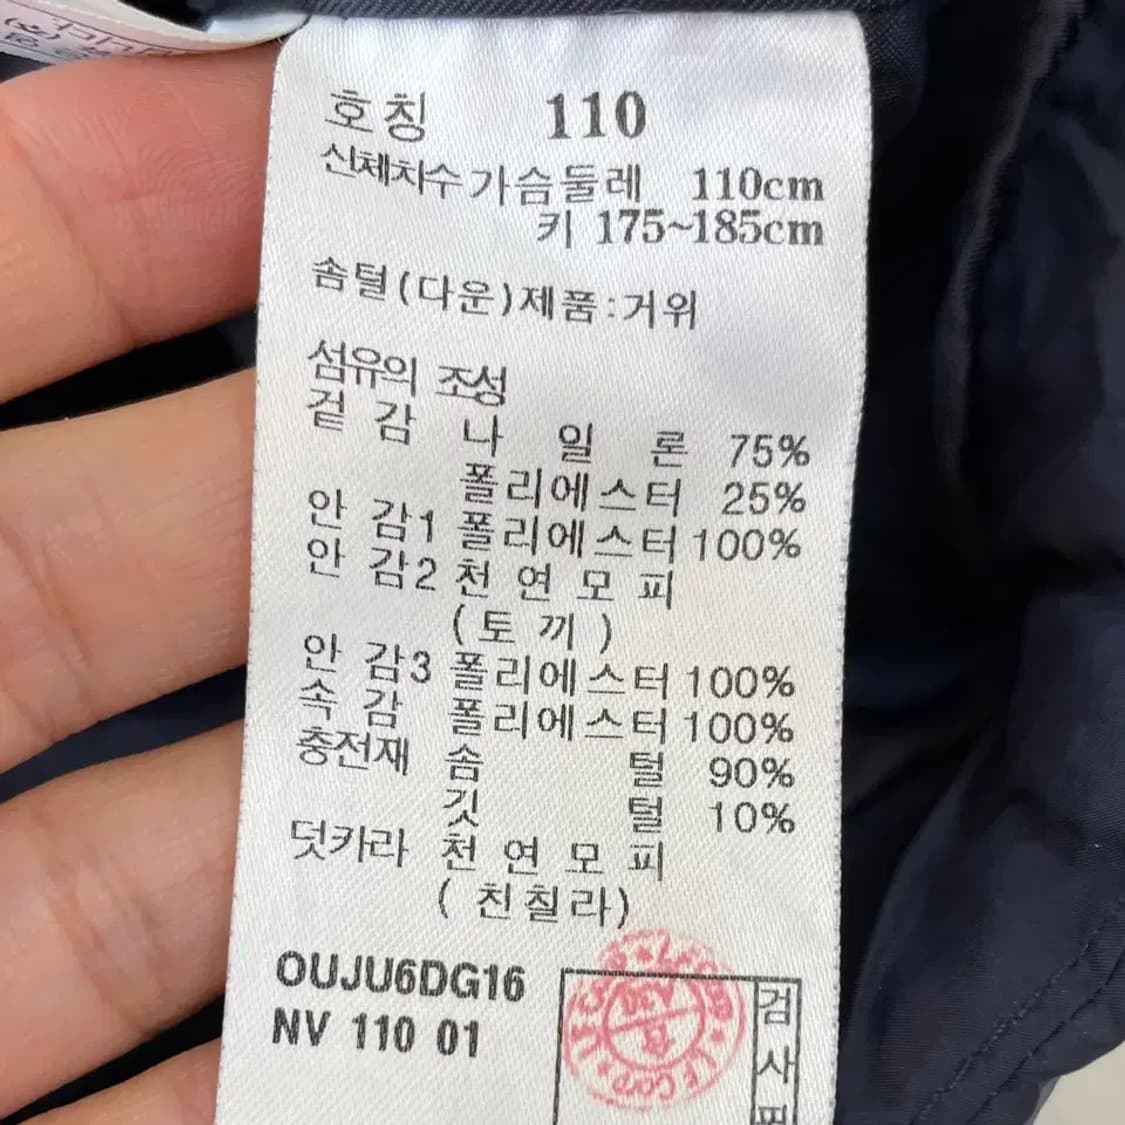 호칭 110
신체치수 가슴둘레 110cm
키 175~185cm
솜털(다운)제품:거위
섬유의 조성
겉 감 나 일 론 75%
폴리에스터 25%
안 감1 폴리에스터 100%
안 감2 천 연 모 피
(토 끼)
안 감3 폴리에스터 100%
속 감 폴리에스터 100%
충전재 솜 털 90%
깃 털 10%
덧카라 천 연 모 피
(친칠라)
OUJU6DG16
NV 110 01
검
사